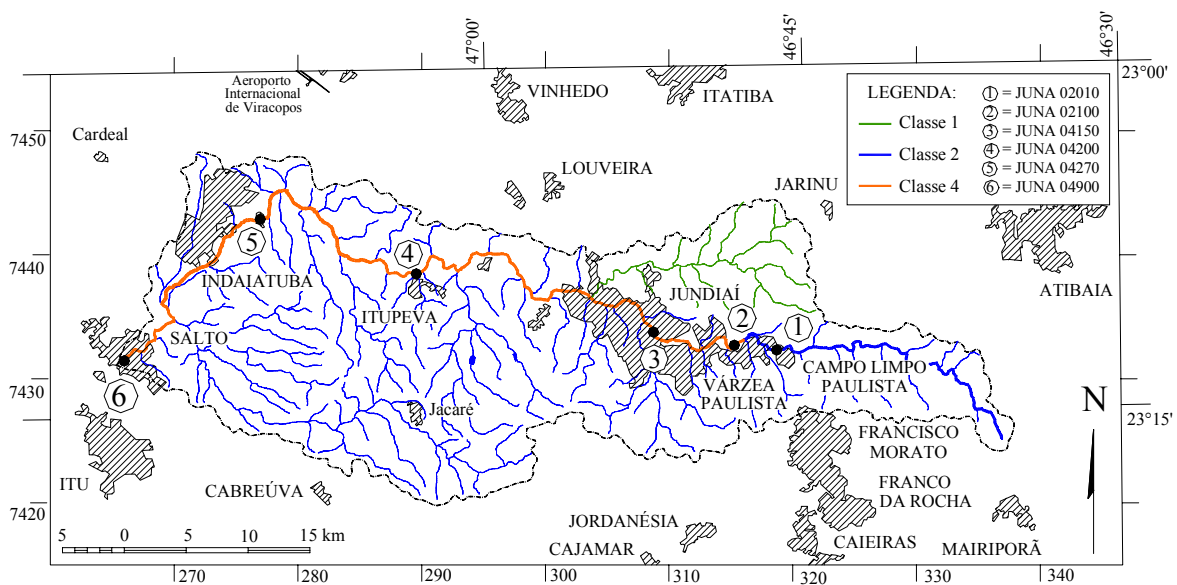 47°00'
46°45'
46°30'
23°00'
Aeroporto
Internacional
de Viracopos
VINHEDO
ITATIBA
LEGENDA:
Classe 1
Classe 2
Classe 4
1 = JUNA 02010
2 = JUNA 02100
3 = JUNA 04150
4 = JUNA 04200
5 = JUNA 04270
6 = JUNA 04900
7450
Cardeal
LOUVEIRA
JARINU
7440
5
4
INDAIATUBA
ITUPEVA
JUNDIAÍ
ATIBAIA
2
1
SALTO
3
7430
6
VÁRZEA
PAULISTA
CAMPO LIMPO
PAULISTA
N
23°15'
Jacaré
FRANCISCO
MORATO
ITU
CABREÚVA
FRANCO
DA ROCHA
7420
JORDANÉSIA
CAJAMAR
CAIEIRAS
MAIRIPORÃ
5 0 5 10 15 km
270 280 290 300 310 320 330 340